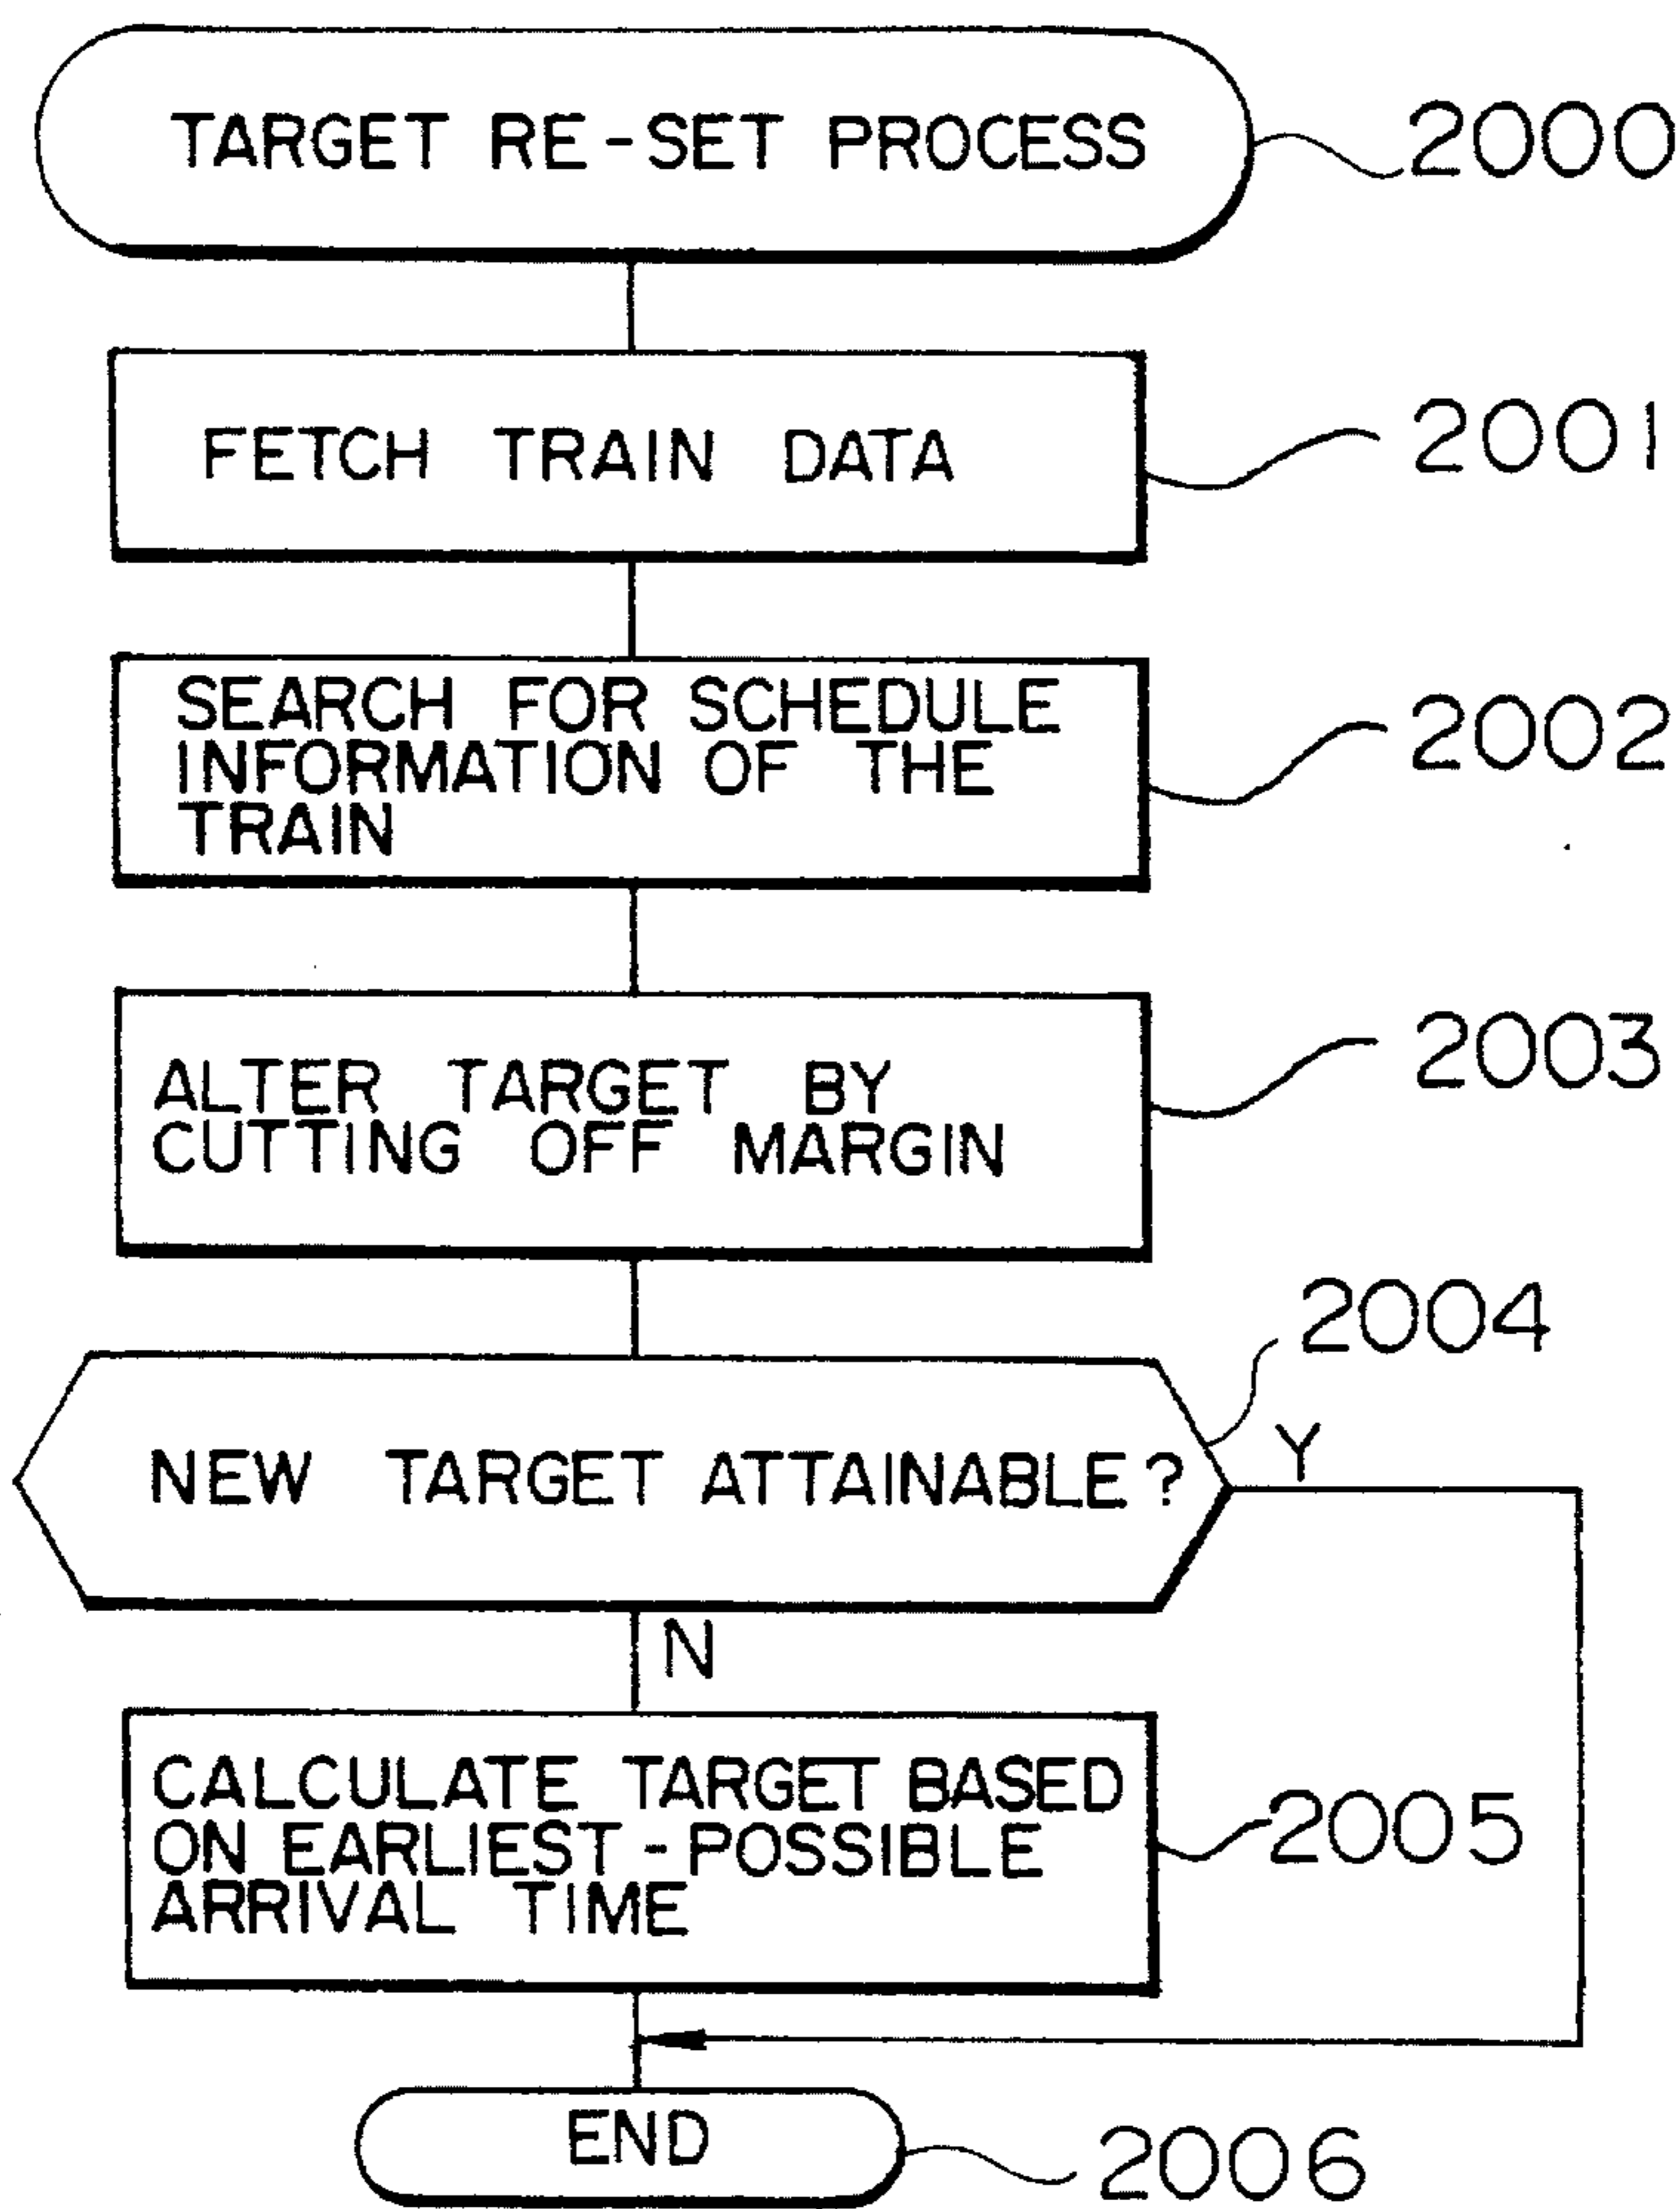 TARGET RE-SET PROCESS
2000
FETCH TRAIN DATA
2001
SEARCH FOR SCHEDULE
INFORMATION OF THE
TRAIN
2002
ALTER TARGET BY
CUTTING OFF MARGIN
2003
2004
NEW TARGET ATTAINABLE?
Y
N
CALCULATE TARGET BASED
ON EARLIEST-POSSIBLE
ARRIVAL TIME
2005
END
2006